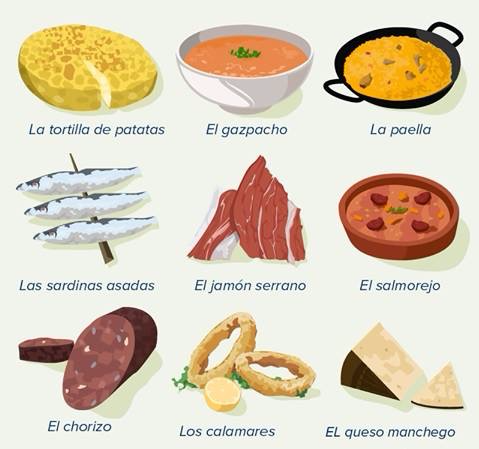 La tortilla de patatas
El gazpacho
La paella
Las sardinas asadas
El jamón serrano
El salmorejo
El chorizo
Los calamares
EL queso manchego